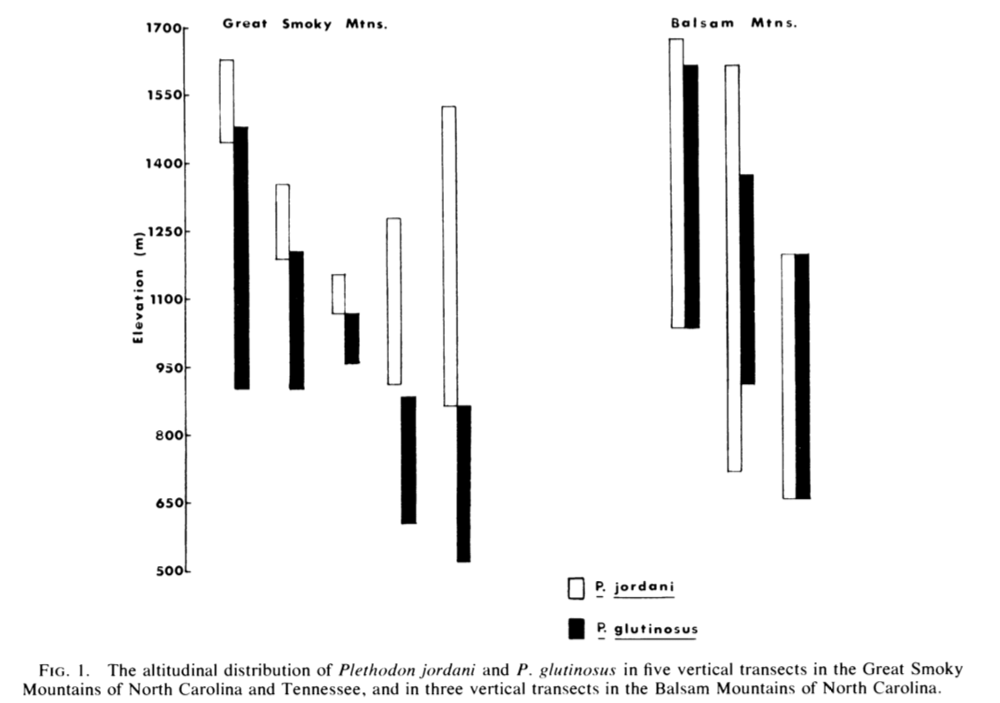 Great Smoky Mtns.
Balsam Mtns.
1700
1550
1400
1250
1100
950
800
650
500
Elevation (m)
P. jordani
P. glutinosus
FIG. 1. The altitudinal distribution of Plethodon jordani and P. glutinosus in five vertical transects in the Great Smoky
Mountains of North Carolina and Tennessee, and in three vertical transects in the Balsam Mountains of North Carolina.